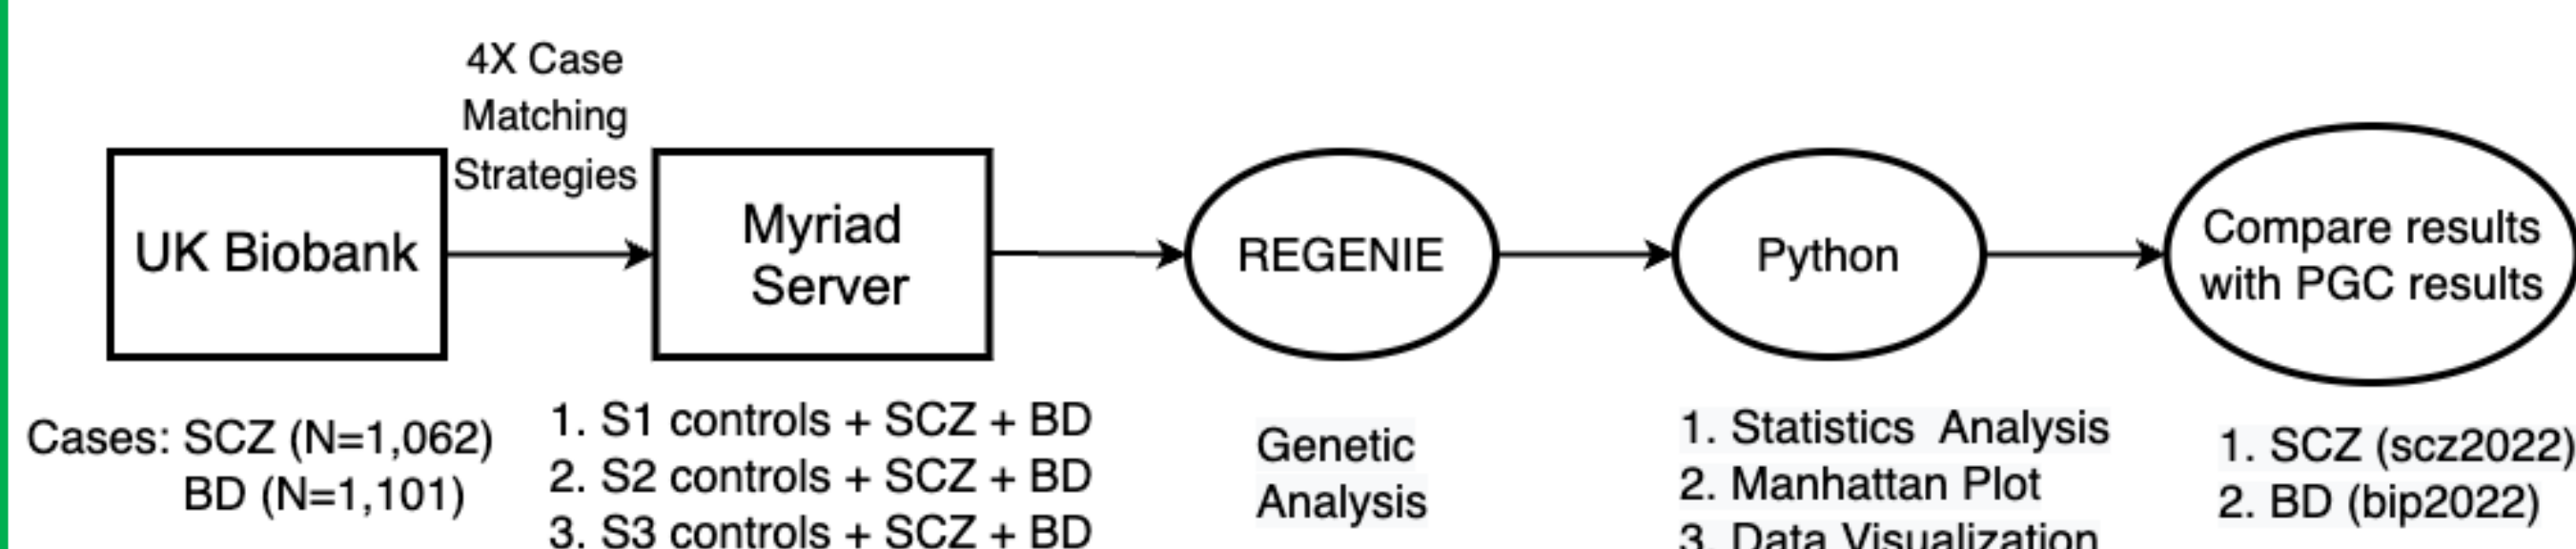 4X Case
Matching
Strategies
UK Biobank
Myriad
Server
REGENIE
Python
Compare results
with PGC results
Cases: SCZ (N=1,062)
BD (N=1,101)
1. S1 controls + SCZ + BD
2. S2 controls + SCZ + BD
3. S3 controls + SCZ + BD
Genetic
Analysis
1. Statistics Analysis
2. Manhattan Plot
3. Data Visualization
1. SCZ (scz2022)
2. BD (bip2022)